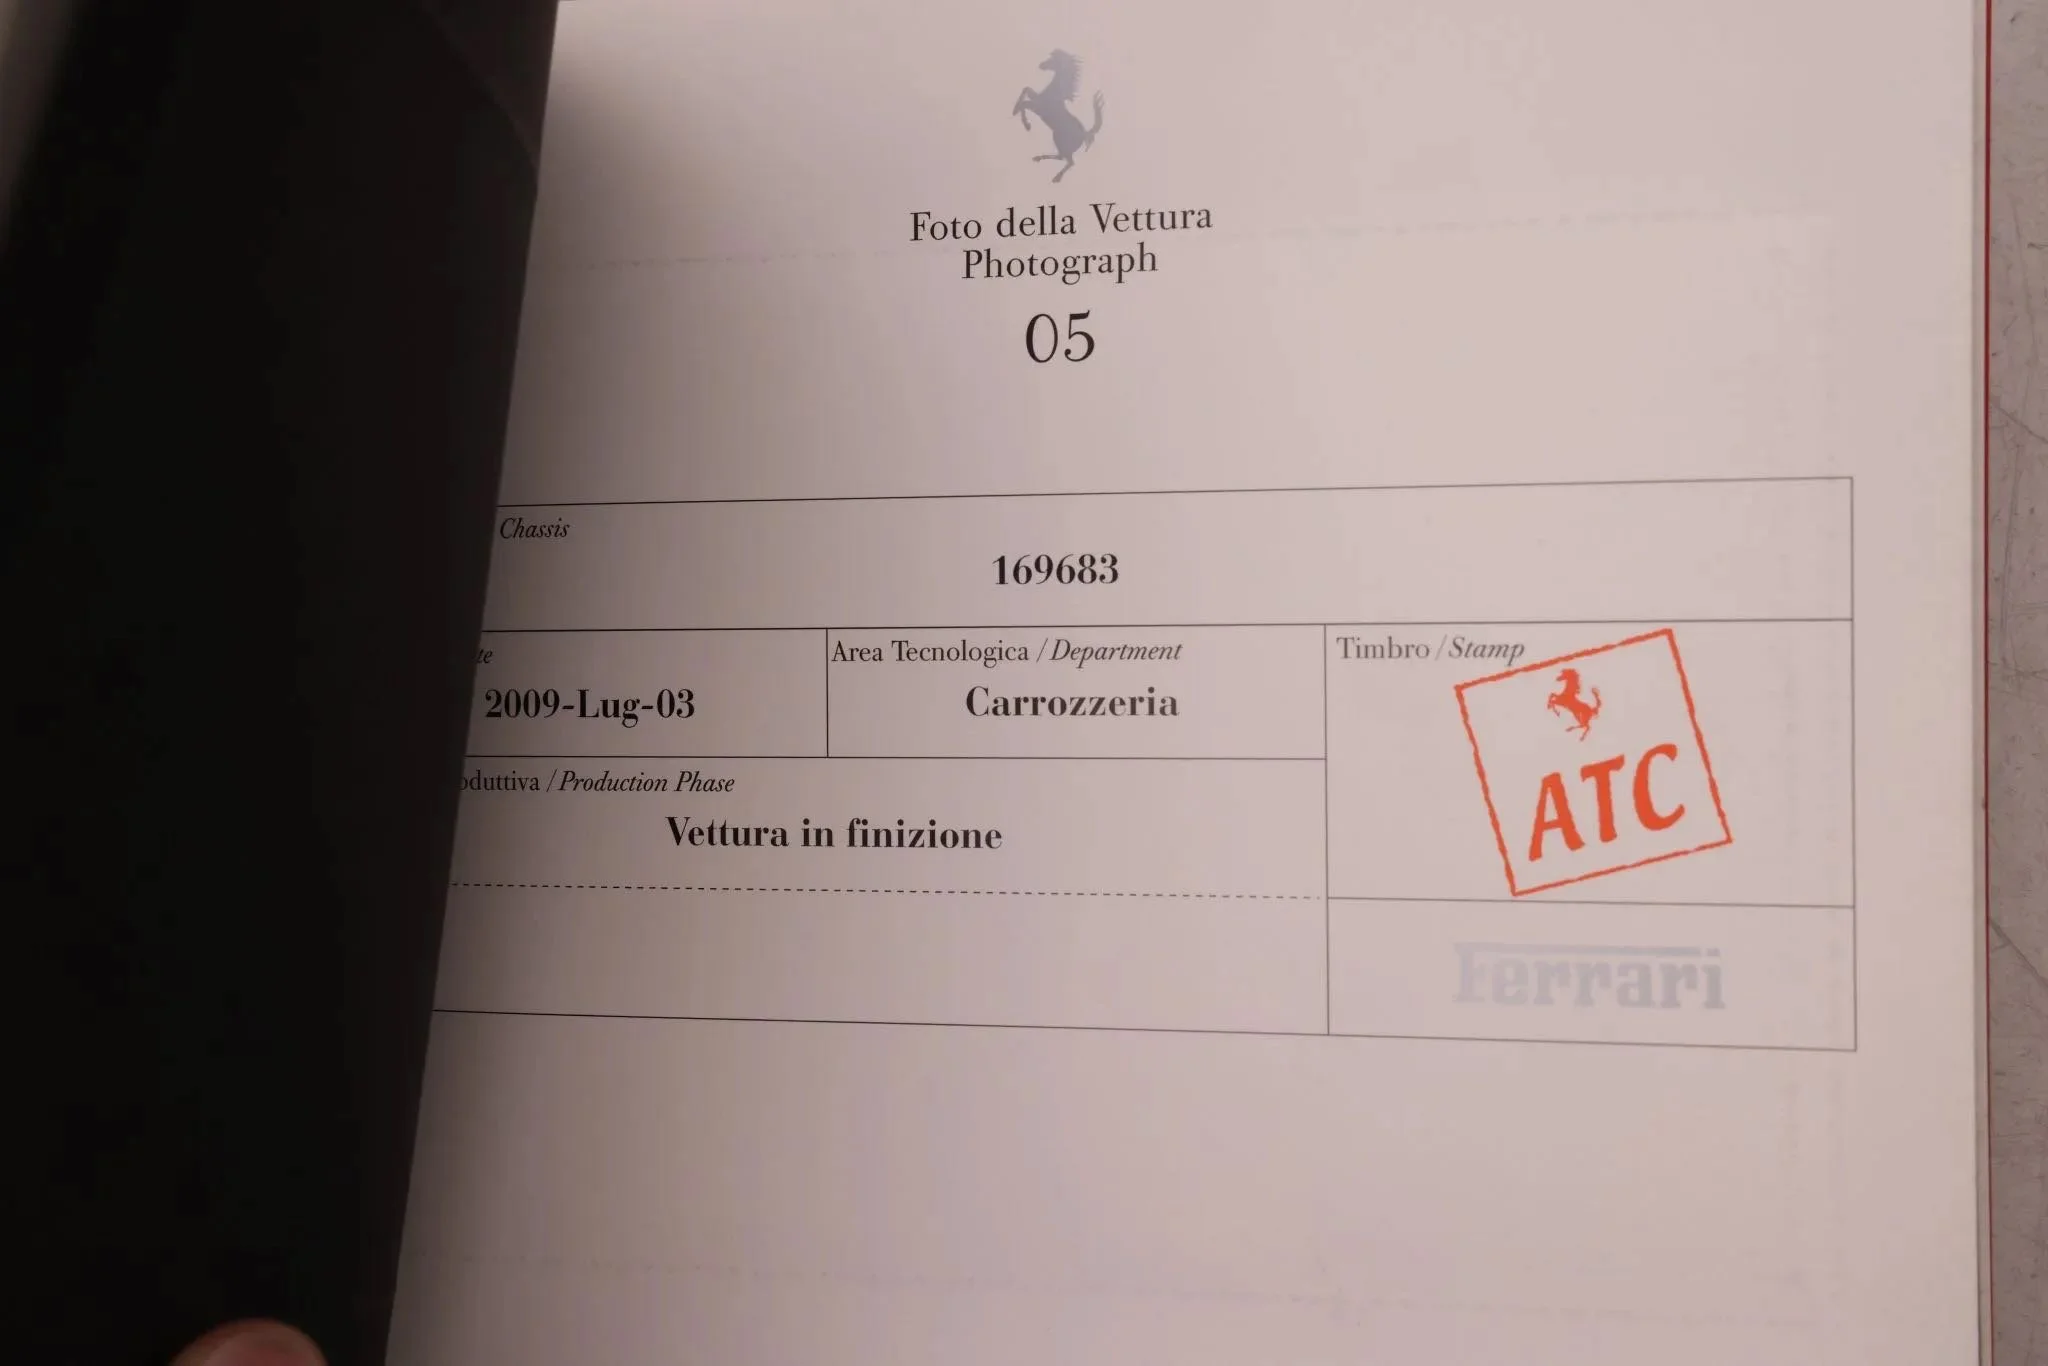 Foto della Vettura
Photograph
05
Chassis
169683
te
2009-Lug-03
Area Tecnologica / Department
Carrozzeria
Timbro / Stamp
ATC
oduttiva / Production Phase
Vettura in finizione
Ferrari